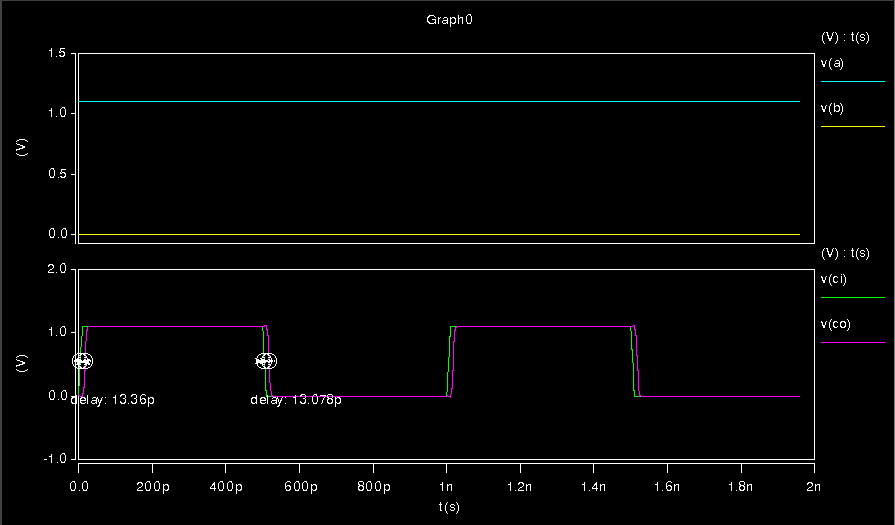 Graph0
(V) : t(s)
v(a)
v(b)
1.5
1.0
0.5
0.0
(V)
(V) : t(s)
v(ci)
v(co)
2.0
1.0
0.0
-1.0
(V)
delay: 13.36p
delay: 13.078p
0.0 200p 400p 600p 800p 1n 1.2n 1.4n 1.6n 1.8n 2n
t(s)